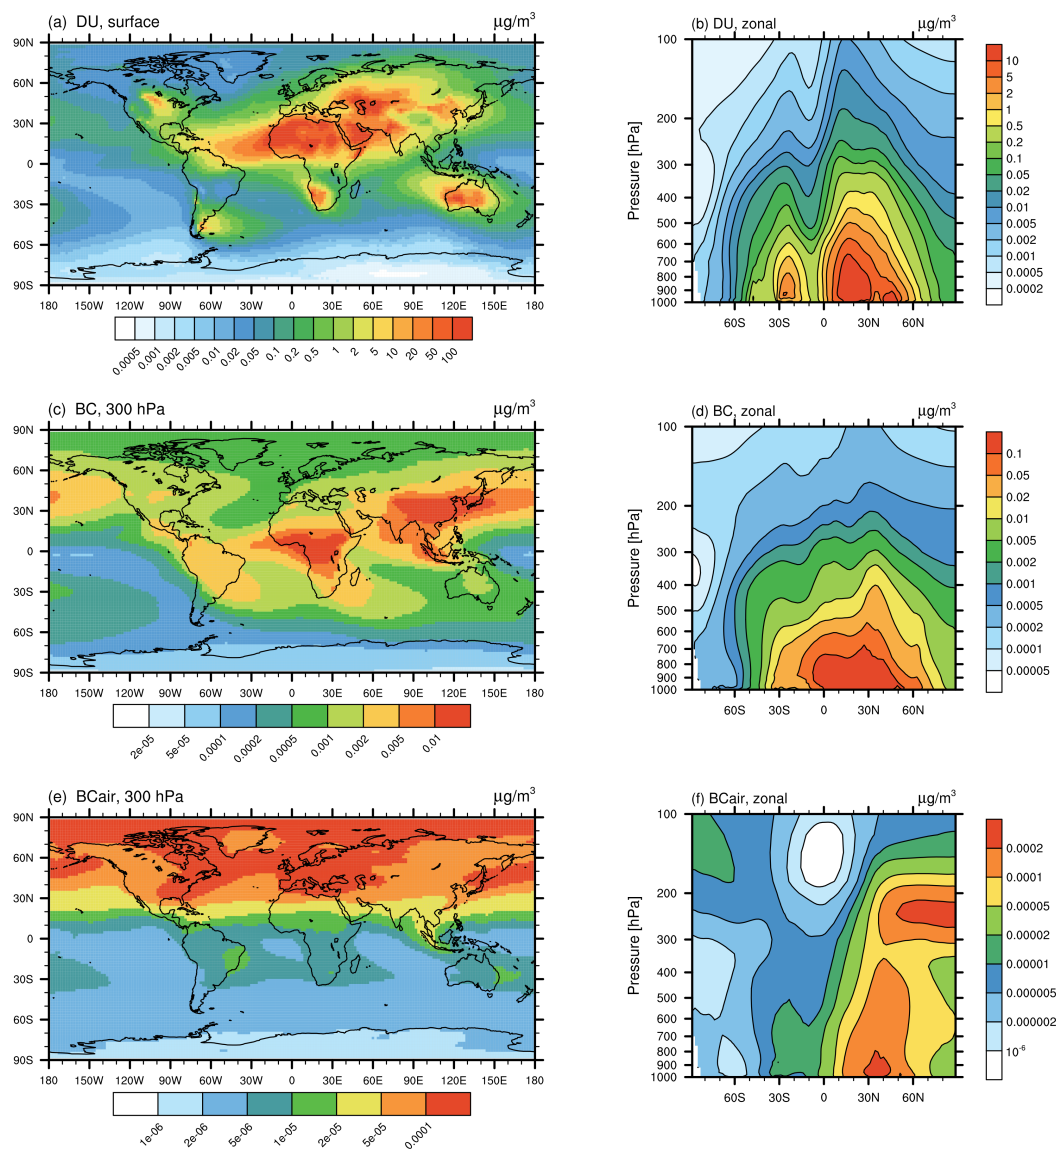 (a) DU, surface µg/m³
90N
60N
30N
0
30S
60S
90S
180 150W 120W 90W 60W 30W 0 30E 60E 90E 120E 150E 180
0.0005 0.001 0.002 0.005 0.01 0.02 0.05 0.1 0.2 0.5 1 2 5 10 20 50 100
(b) DU, zonal µg/m³
Pressure [hPa]
100
200
300
400
500
600
700
800
900
1000
60S 30S 0 30N 60N
10
5
2
1
0.5
0.2
0.1
0.05
0.02
0.01
0.005
0.002
0.001
0.0005
0.0002
(c) BC, 300 hPa µg/m³
90N
60N
30N
0
30S
60S
90S
180 150W 120W 90W 60W 30W 0 30E 60E 90E 120E 150E 180
2e-05 5e-05 0.0001 0.0002 0.0005 0.001 0.002 0.005 0.01
(d) BC, zonal µg/m³
Pressure [hPa]
100
200
300
400
500
600
700
800
900
1000
60S 30S 0 30N 60N
0.1
0.05
0.02
0.01
0.005
0.002
0.001
0.0005
0.0002
0.0001
0.00005
(e) BCair, 300 hPa µg/m³
90N
60N
30N
0
30S
60S
90S
180 150W 120W 90W 60W 30W 0 30E 60E 90E 120E 150E 180
1e-06 2e-06 5e-06 1e-05 2e-05 5e-05 0.0001
(f) BCair, zonal µg/m³
Pressure [hPa]
100
200
300
400
500
600
700
800
900
1000
60S 30S 0 30N 60N
0.0002
0.0001
0.00005
0.00002
0.00001
0.000005
0.000002
10⁻⁶